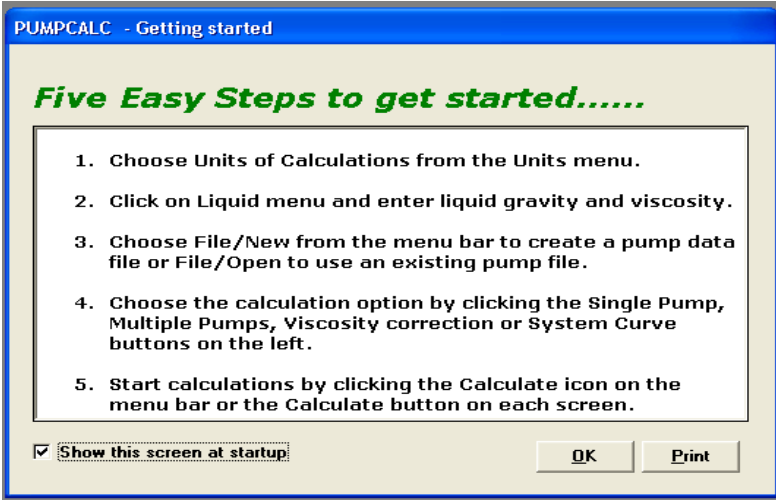 PUMPCALC - Getting started
Five Easy Steps to get started......
1. Choose Units of Calculations from the Units menu.
2. Click on Liquid menu and enter liquid gravity and viscosity.
3. Choose File/New from the menu bar to create a pump data
file or File/Open to use an existing pump file.
4. Choose the calculation option by clicking the Single Pump,
Multiple Pumps, Viscosity correction or System Curve
buttons on the left.
5. Start calculations by clicking the Calculate icon on the
menu bar or the Calculate button on each screen.
Show this screen at startup
OK
Print